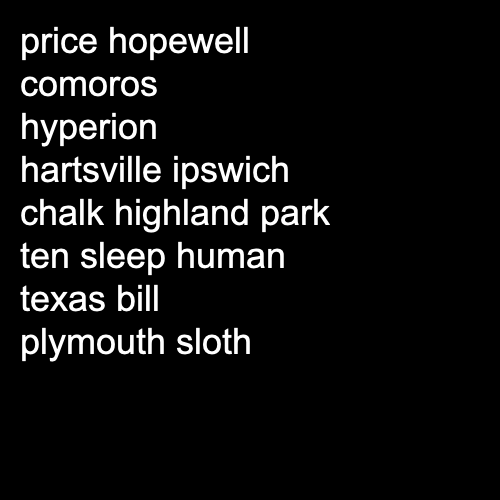 price hopewell
comoros
hyperion
hartsville ipswich
chalk highland park
ten sleep human
texas bill
plymouth sloth